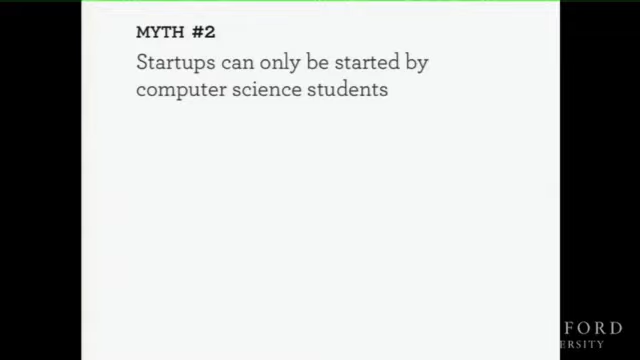 MYTH #2
Startups can only be started by
computer science students
FORD
ERSITY